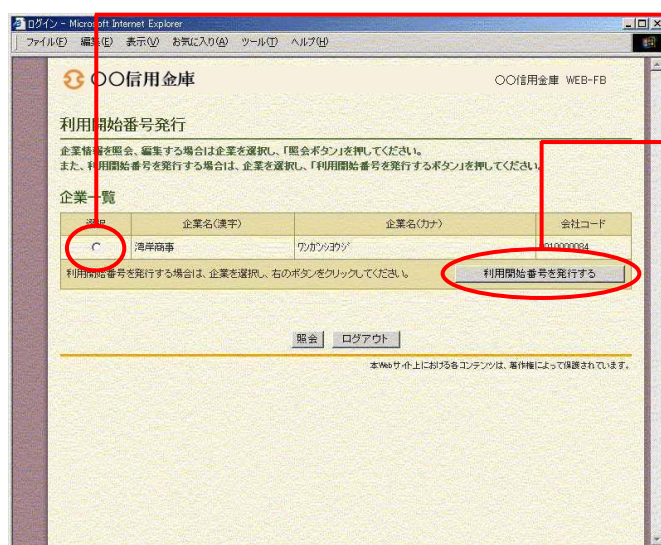 ログイン - Microsoft Internet Explorer
ファイル(F) 編集(E) 表示(V) お気に入り(A) ツール(T) ヘルプ(H)
〇〇信用金庫
〇〇信用金庫 WEB-FB
利用開始番号発行
企業情報を照会、編集する場合は企業を選択し、「照会ボタン」を押してください。
また、利用開始番号を発行する場合は、企業を選択し、「利用開始番号を発行するボタン」を押してください。
企業一覧
選択 企業名(漢字) 企業名(カナ) 会社コード
湾岸商事 ワンガンシヨウジ 0910000084
利用開始番号を発行する場合は、企業を選択し、右のボタンをクリックしてください。 利用開始番号を発行する
照会 ログアウト
本Webサイト上における各コンテンツは、著作権によって保護されています。